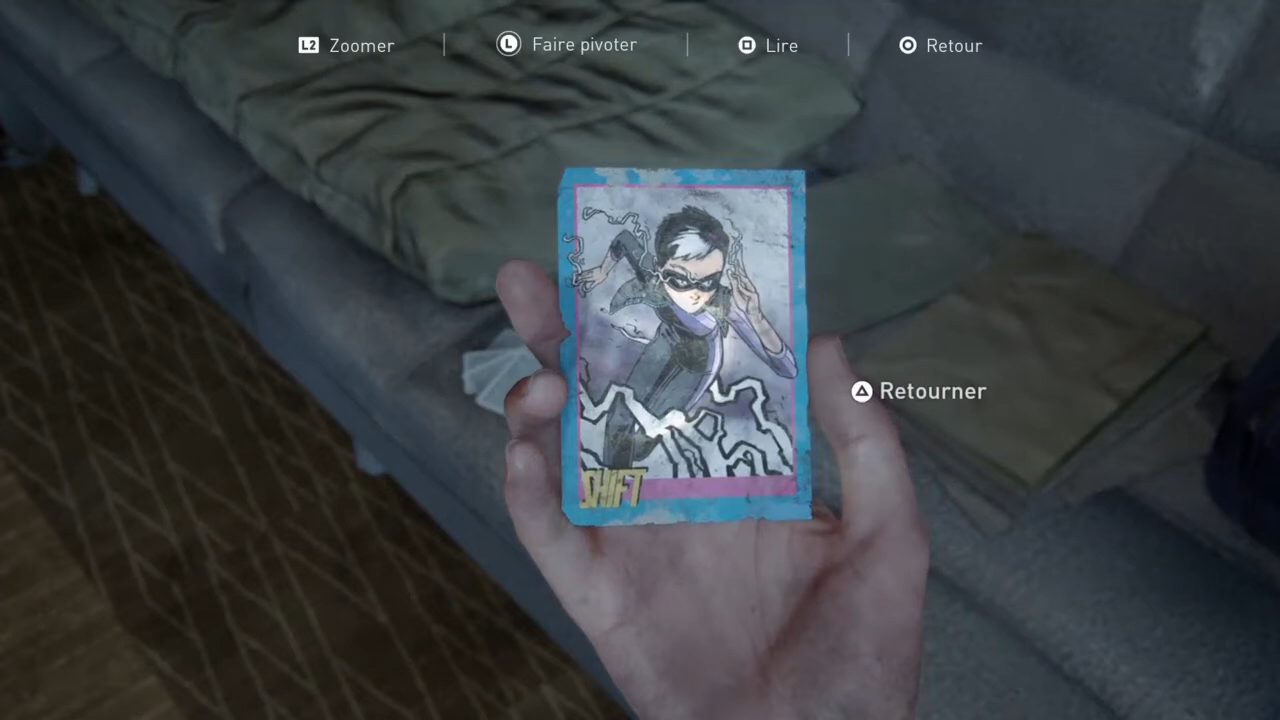 L2 Zoomer
L Faire pivoter
Lire
Retour
Retourner
SHIFT